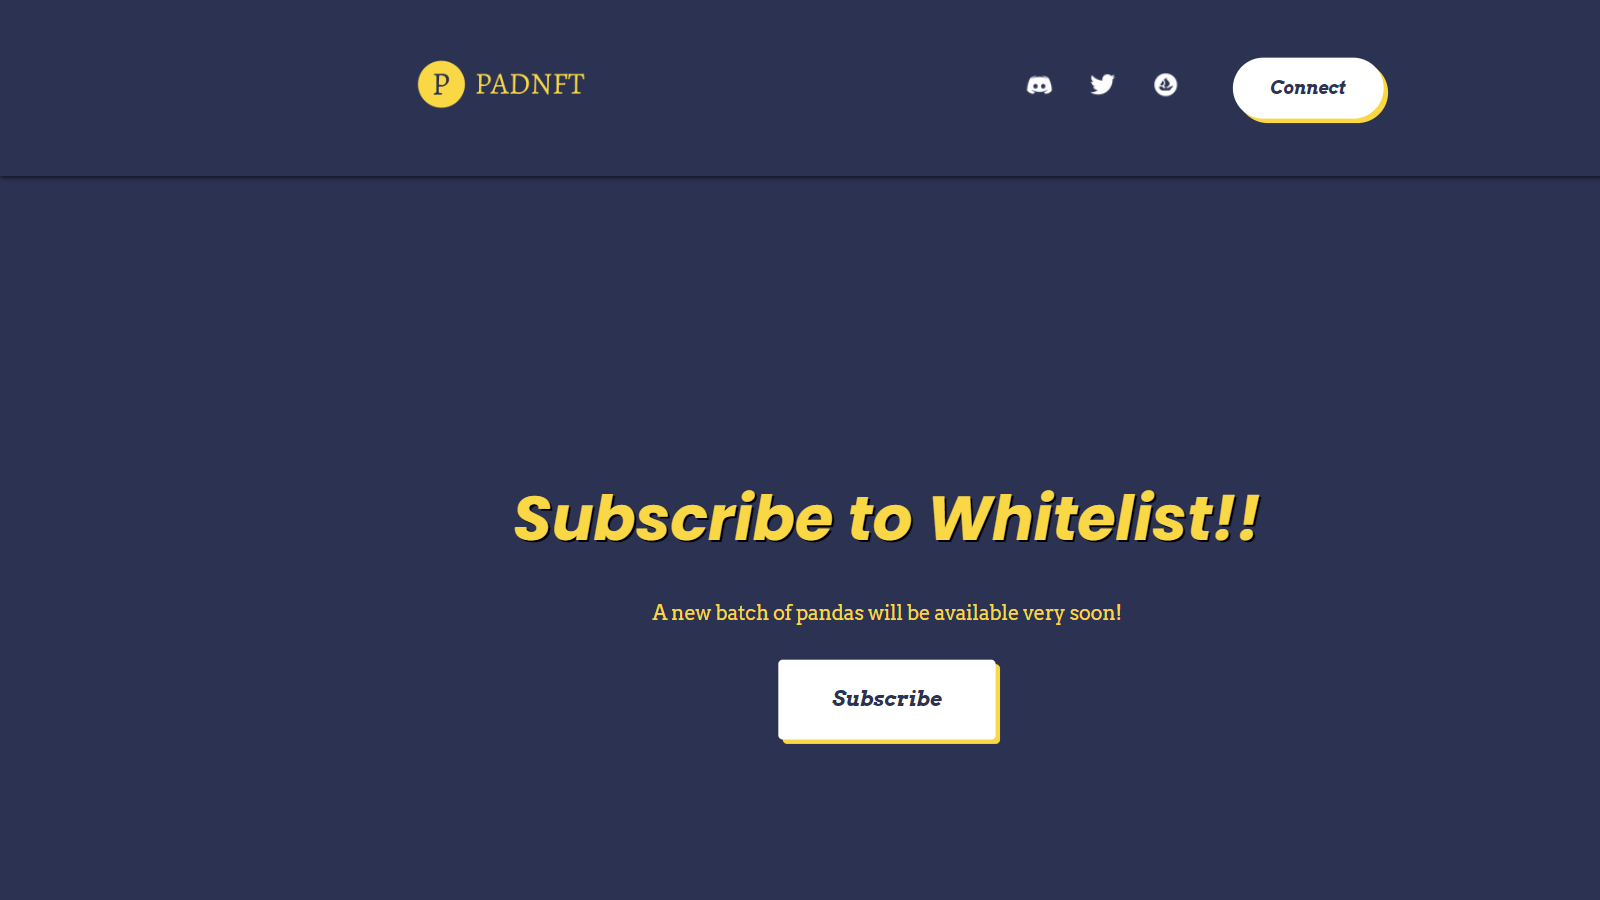 P PADNFT
Connect
Subscribe to Whitelist!!
A new batch of pandas will be available very soon!
Subscribe